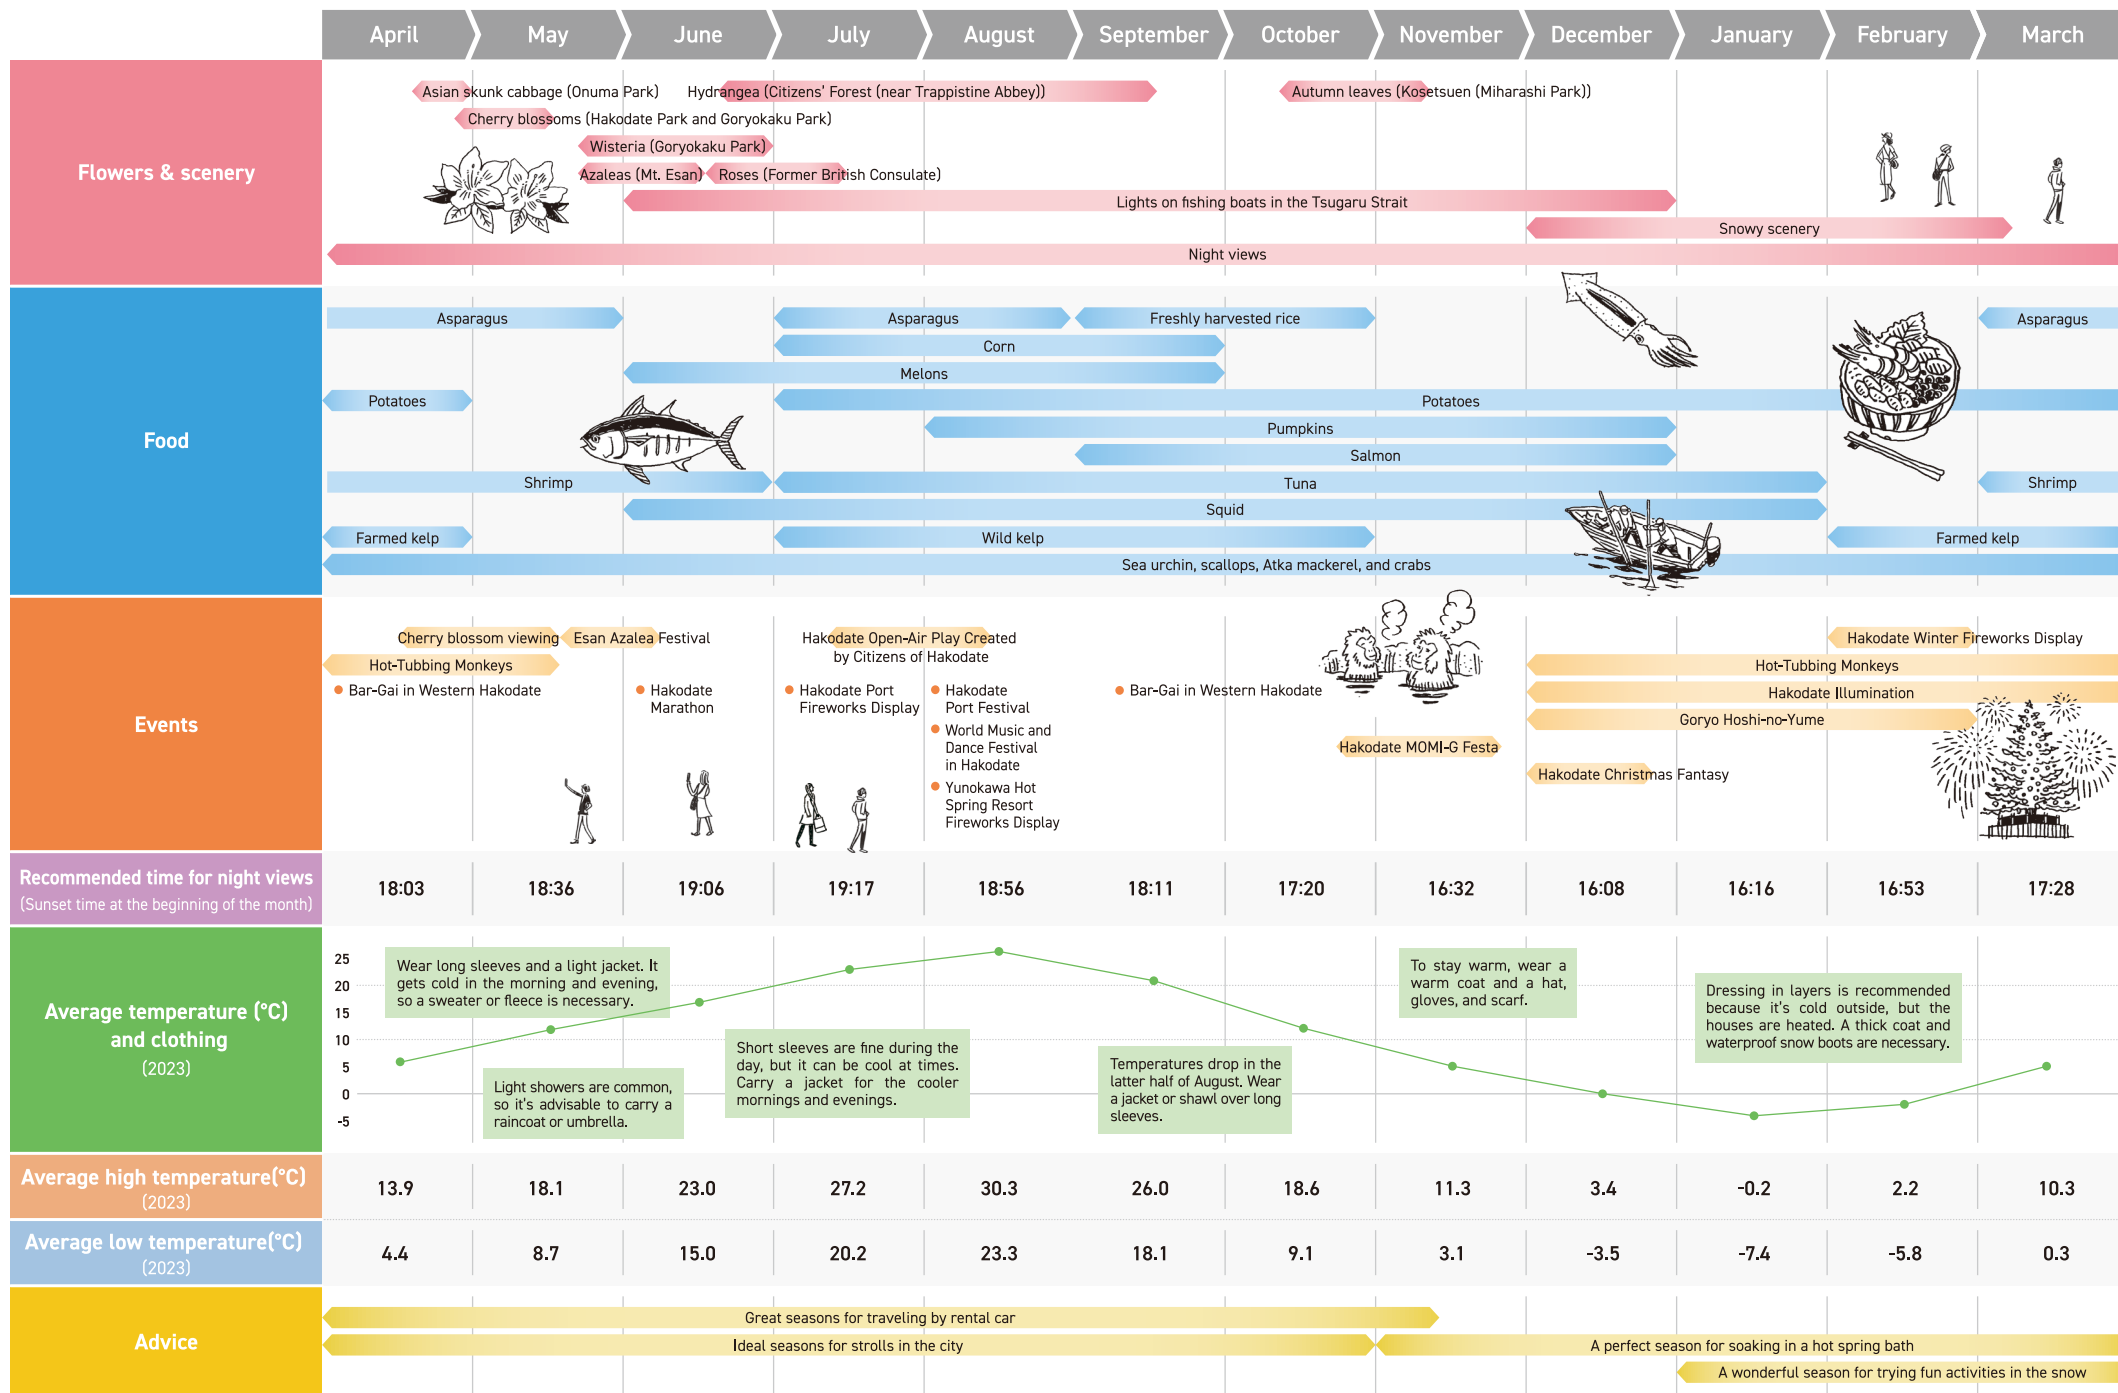 April May June July August September October November December January February March
Flowers & scenery
Asian skunk cabbage (Onuma Park)
Hydrangea (Citizens' Forest (near Trappistine Abbey))
Autumn leaves (Kosetsuen (Miharashi Park))
Cherry blossoms (Hakodate Park and Goryokaku Park)
Wisteria (Goryokaku Park)
Azaleas (Mt. Esan)
Roses (Former British Consulate)
Lights on fishing boats in the Tsugaru Strait
Snowy scenery
Night views
Food
Asparagus
Asparagus
Freshly harvested rice
Asparagus
Corn
Melons
Potatoes
Potatoes
Pumpkins
Salmon
Shrimp
Tuna
Shrimp
Squid
Farmed kelp
Wild kelp
Farmed kelp
Sea urchin, scallops, Atka mackerel, and crabs
Events
Cherry blossom viewing
Esan Azalea Festival
Hakodate Open-Air Play Created
by Citizens of Hakodate
Hakodate Winter Fireworks Display
Hot-Tubbing Monkeys
Hot-Tubbing Monkeys
• Bar-Gai in Western Hakodate
• Hakodate
Marathon
• Hakodate Port
Fireworks Display
• Hakodate
Port Festival
• World Music and
Dance Festival
in Hakodate
• Yunokawa Hot
Spring Resort
Fireworks Display
• Bar-Gai in Western Hakodate
Hakodate Illumination
Goryo Hoshi-no-Yume
Hakodate MOMI-G Festa
Hakodate Christmas Fantasy
Recommended time for night views
(Sunset time at the beginning of the month)
18:03 18:36 19:06 19:17 18:56 18:11 17:20 16:32 16:08 16:16 16:53 17:28
Average temperature (°C)
and clothing
(2023)
25
20
15
10
5
0
-5
Wear long sleeves and a light jacket. It
gets cold in the morning and evening,
so a sweater or fleece is necessary.
Light showers are common,
so it's advisable to carry a
raincoat or umbrella.
Short sleeves are fine during the
day, but it can be cool at times.
Carry a jacket for the cooler
mornings and evenings.
Temperatures drop in the
latter half of August. Wear
a jacket or shawl over long
sleeves.
To stay warm, wear a
warm coat and a hat,
gloves, and scarf.
Dressing in layers is recommended
because it's cold outside, but the
houses are heated. A thick coat and
waterproof snow boots are necessary.
Average high temperature(°C)
(2023)
13.9 18.1 23.0 27.2 30.3 26.0 18.6 11.3 3.4 -0.2 2.2 10.3
Average low temperature(°C)
(2023)
4.4 8.7 15.0 20.2 23.3 18.1 9.1 3.1 -3.5 -7.4 -5.8 0.3
Advice
Great seasons for traveling by rental car
Ideal seasons for strolls in the city
A perfect season for soaking in a hot spring bath
A wonderful season for trying fun activities in the snow